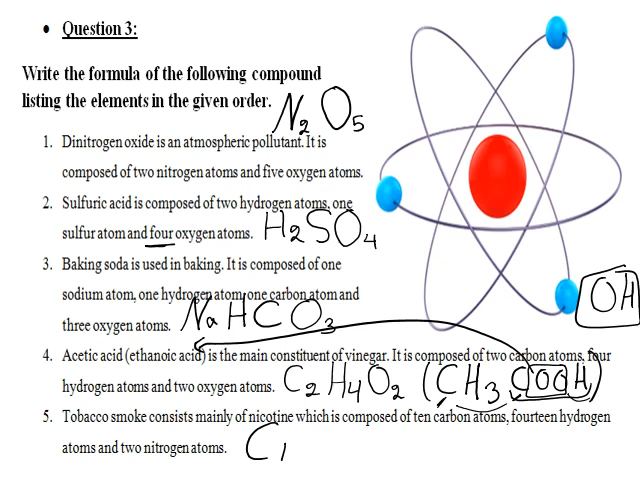 • Question 3:
Write the formula of the following compound
listing the elements in the given order. N2O5
1. Dinitrogen oxide is an atmospheric pollutant. It is
composed of two nitrogen atoms and five oxygen atoms.
2. Sulfuric acid is composed of two hydrogen atoms, one
sulfur atom and four oxygen atoms. H2SO4
3. Baking soda is used in baking. It is composed of one
sodium atom, one hydrogen atom, one carbon atom and
OH
three oxygen atoms. NaHCO3
4. Acetic acid (ethanoic acid) is the main constituent of vinegar. It is composed of two carbon atoms, four
hydrogen atoms and two oxygen atoms. C2H4O2 (CH3COOH)
5. Tobacco smoke consists mainly of nicotine which is composed of ten carbon atoms, fourteen hydrogen
atoms and two nitrogen atoms. C